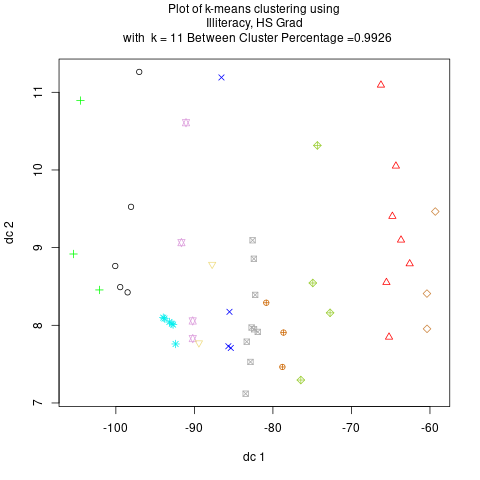 Plot of k-means clustering using
Illiteracy, HS Grad
with k = 11 Between Cluster Percentage =0.9926
dc 2
11
10
9
8
7
-100
-90
-80
-70
-60
dc 1